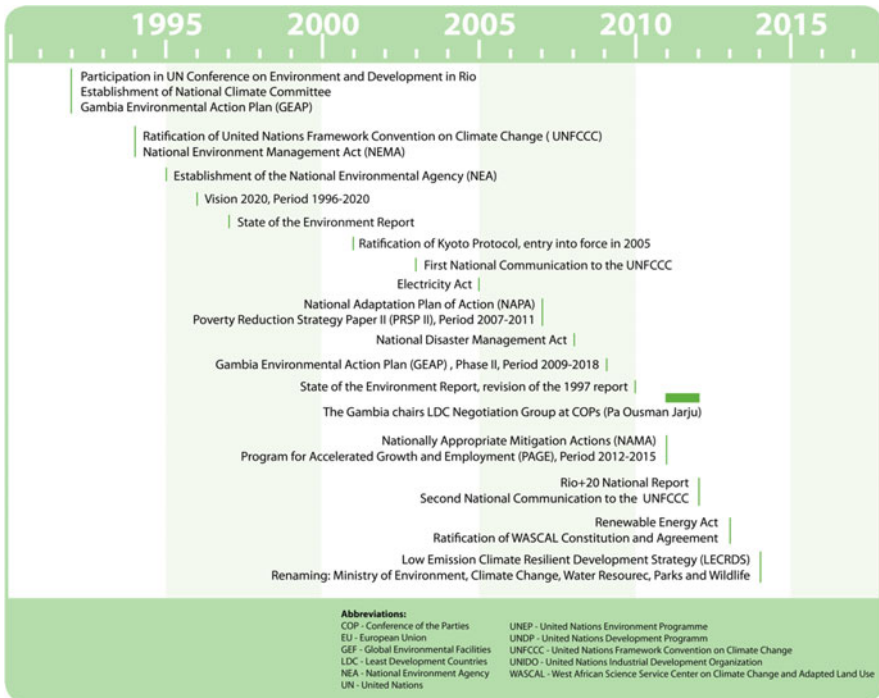 1995 2000 2005 2010 2015
Participation in UN Conference on Environment and Development in Rio
Establishment of National Climate Committee
Gambia Environmental Action Plan (GEAP)
Ratification of United Nations Framework Convention on Climate Change ( UNFCCC)
National Environment Management Act (NEMA)
Establishment of the National Environmental Agency (NEA)
Vision 2020, Period 1996-2020
State of the Environment Report
Ratification of Kyoto Protocol, entry into force in 2005
First National Communication to the UNFCCC
Electricity Act
National Adaptation Plan of Action (NAPA)
Poverty Reduction Strategy Paper II (PRSP II), Period 2007-2011
National Disaster Management Act
Gambia Environmental Action Plan (GEAP) , Phase II, Period 2009-2018
State of the Environment Report, revision of the 1997 report
The Gambia chairs LDC Negotiation Group at COPs (Pa Ousman Jarju)
Nationally Appropriate Mitigation Actions (NAMA)
Program for Accelerated Growth and Employment (PAGE), Period 2012-2015
Rio+20 National Report
Second National Communication to the UNFCCC
Renewable Energy Act
Ratification of WASCAL Constitution and Agreement
Low Emission Climate Resilient Development Strategy (LECRDS)
Renaming: Ministry of Environment, Climate Change, Water Resourec, Parks and Wildlife
Abbreviations:
COP - Conference of the Parties
EU - European Union
GEF - Global Environmental Facilities
LDC - Least Development Countries
NEA - National Environment Agency
UN - United Nations
UNEP - United Nations Environment Programme
UNDP - United Nations Development Programm
UNFCCC - United Nations Framework Convention on Climate Change
UNIDO - United Nations Industrial Development Organization
WASCAL - West African Science Service Center on Climate Change and Adapted Land Use